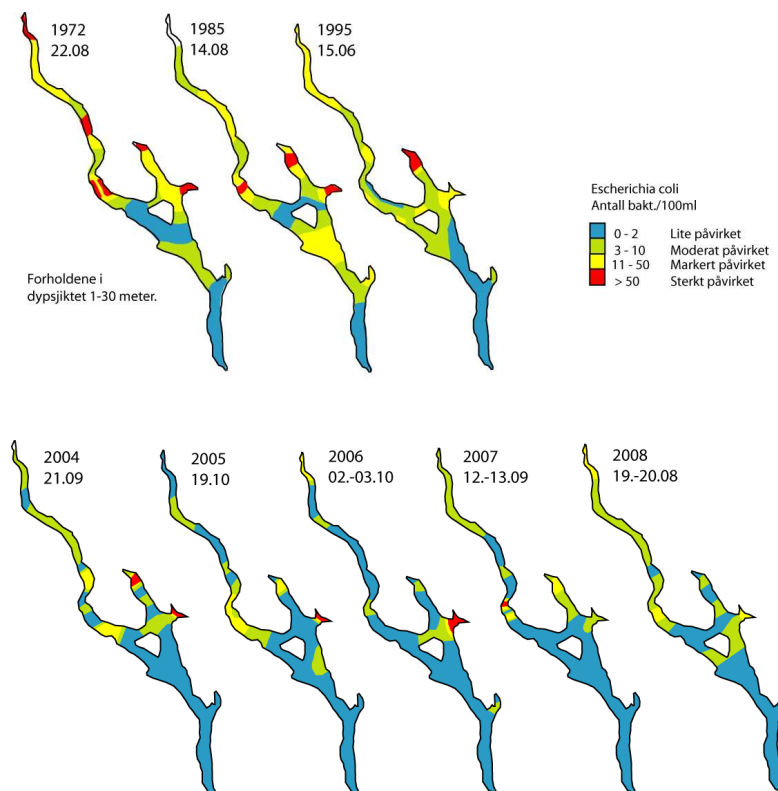 1972
22.08
1985
14.08
1995
15.06
Escherichia coli
Antall bakt./100ml
0 - 2 Lite påvirket
3 - 10 Moderat påvirket
11 - 50 Markert påvirket
> 50 Sterkt påvirket
Forholdene i
dypsjiktet 1-30 meter.
2004
21.09
2005
19.10
2006
02.-03.10
2007
12.-13.09
2008
19.-20.08